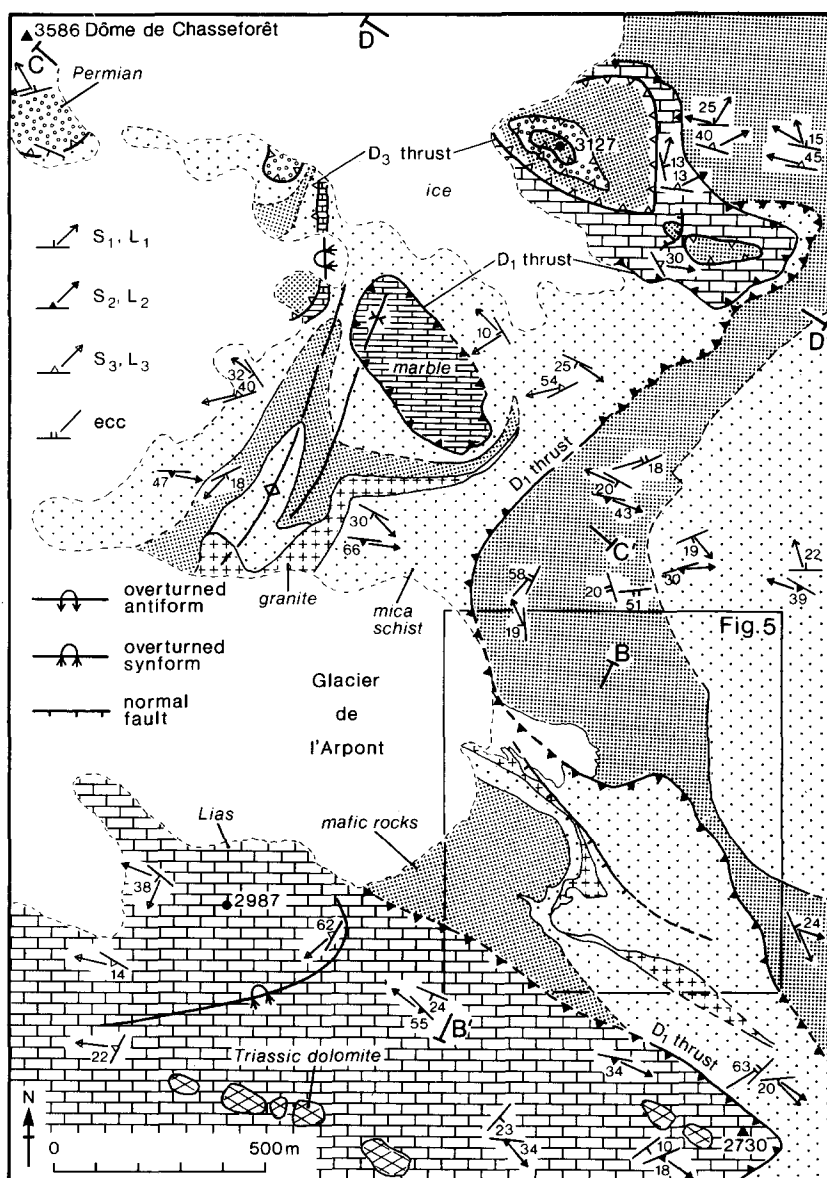 3586 Dôme de Chasseforêt
D
C
Permian
D3 thrust
ice
3127
25
40
15
45
13
13
S1, L1
S2, L2
S3, L3
ecc
D1 thrust
30
10
marble
D'
32
40
25
54
D1 thrust
18
20
43
47
18
30
66
C'
19
22
30
39
58
20
51
19
granite
mica
schist
overturned
antiform
overturned
synform
normal
fault
Fig. 5
B
Glacier
de
l'Arpont
Lias
mafic rocks
38
2987
62
24
14
24
55
B'
22
D1 thrust
63
20
Triassic dolomite
34
N
0
500m
23
34
10
18
2730